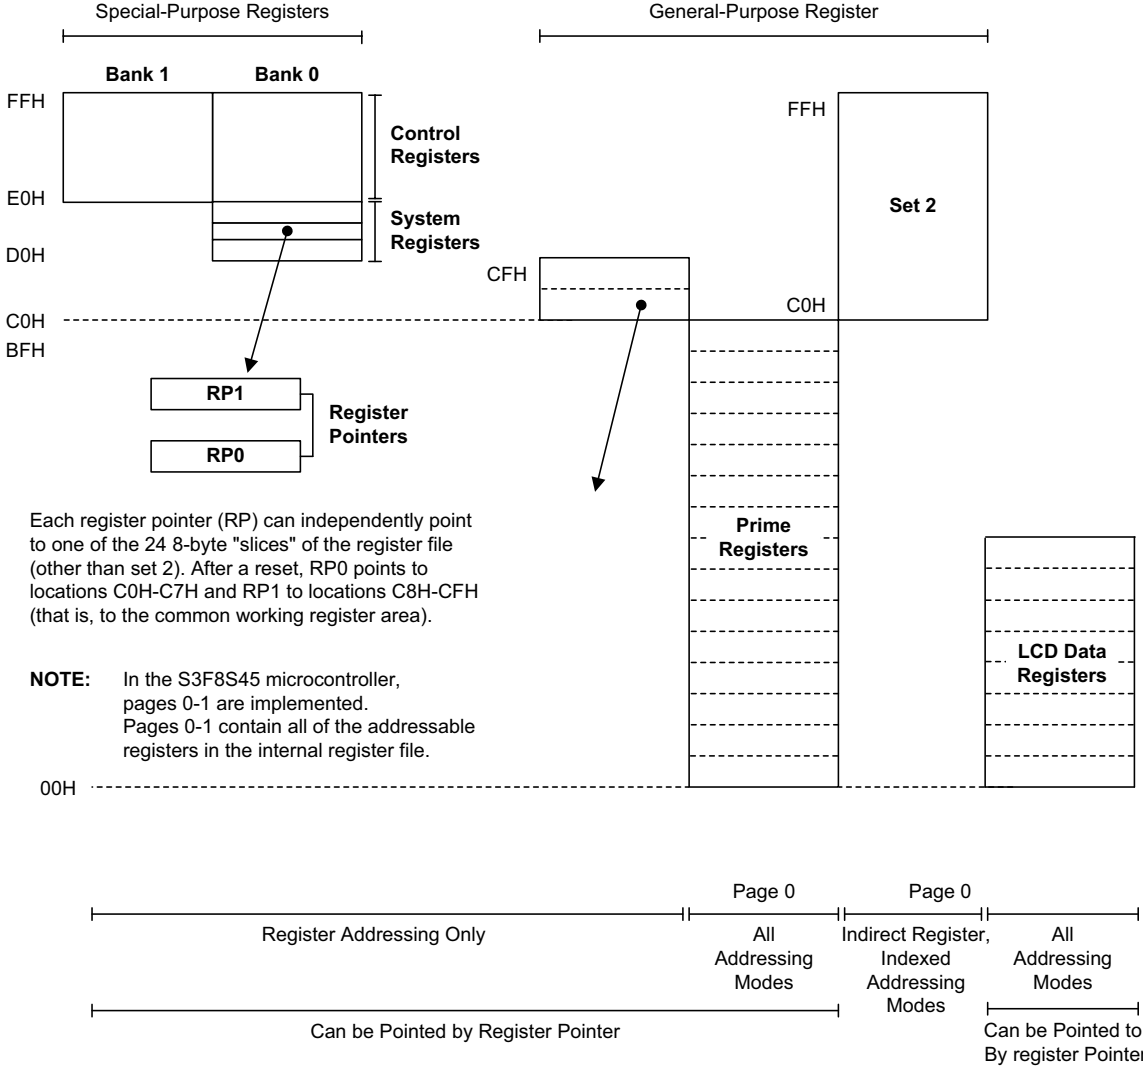 Special-Purpose Registers
General-Purpose Register
Bank 1
Bank 0
FFH
FFH
Control
Registers
E0H
Set 2
System
Registers
D0H
CFH
C0H
C0H
BFH
RP1
Register
Pointers
RP0
Each register pointer (RP) can independently point
to one of the 24 8-byte "slices" of the register file
(other than set 2). After a reset, RP0 points to
locations C0H-C7H and RP1 to locations C8H-CFH
(that is, to the common working register area).
Prime
Registers
LCD Data
Registers
NOTE: In the S3F8S45 microcontroller,
pages 0-1 are implemented.
Pages 0-1 contain all of the addressable
registers in the internal register file.
00H
Page 0
Page 0
Register Addressing Only
All
Addressing
Modes
Indirect Register,
Indexed
Addressing
Modes
All
Addressing
Modes
Can be Pointed by Register Pointer
Can be Pointed to
By register Pointer